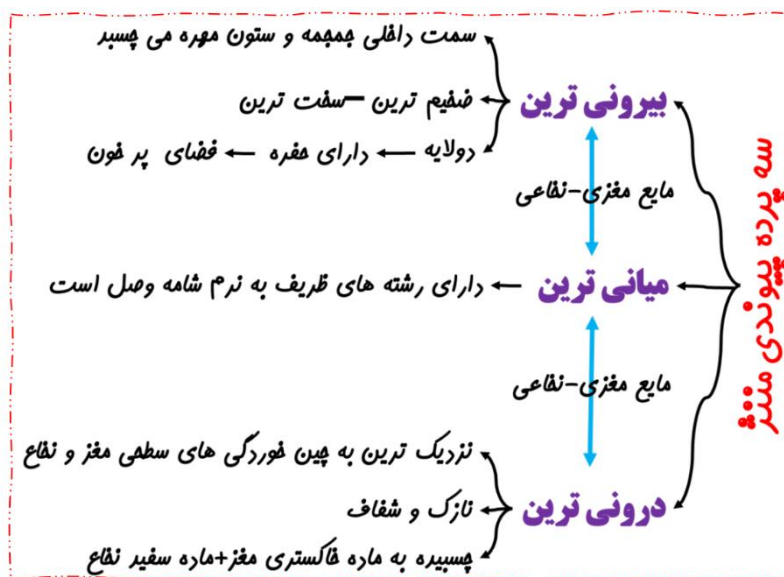 سه پرده پیوندی مننژ
بیرونی ترین
سمت داخلی جمجمه و ستون مهره می چسبد
ضخیم ترین – سخت ترین
دولایه ← دارای حفره ← فضای پر خون
مایع مغزی-نخاعی
میانی ترین
دارای رشته های ظریف به نرم شامه وصل است
مایع مغزی-نخاعی
درونی ترین
نزدیک ترین به چین خوردگی های سطحی مغز و نخاع
نازک و شفاف
چسبیده به ماده خاکستری مغز+ماده سفید نخاع